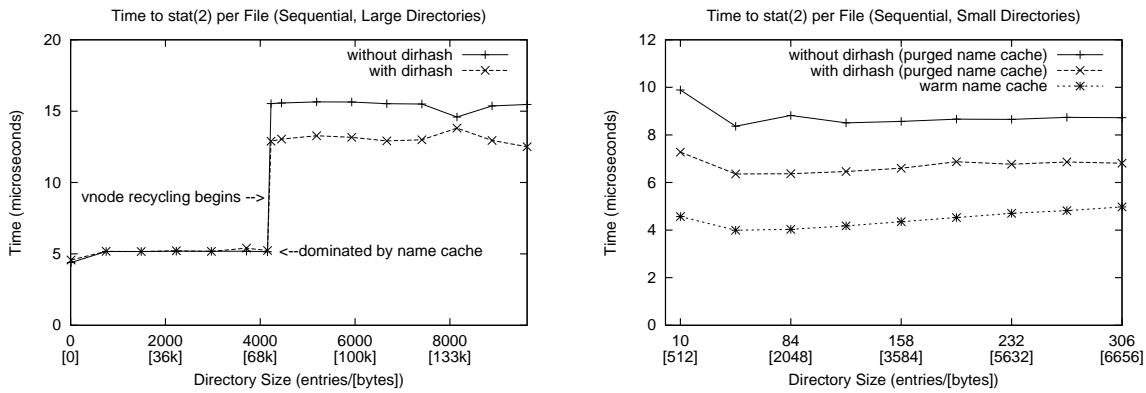 Time to stat(2) per File (Sequential, Large Directories)
20
15
10
5
0
Time (microseconds)
without dirhash
with dirhash
vnode recycling begins -->
<--dominated by name cache
0 2000 4000 6000 8000
[0] [36k] [68k] [100k] [133k]
Directory Size (entries/[bytes])
Time to stat(2) per File (Sequential, Small Directories)
12
10
8
6
4
2
0
Time (microseconds)
without dirhash (purged name cache)
with dirhash (purged name cache)
warm name cache
10 84 158 232 306
[512] [2048] [3584] [5632] [6656]
Directory Size (entries/[bytes])